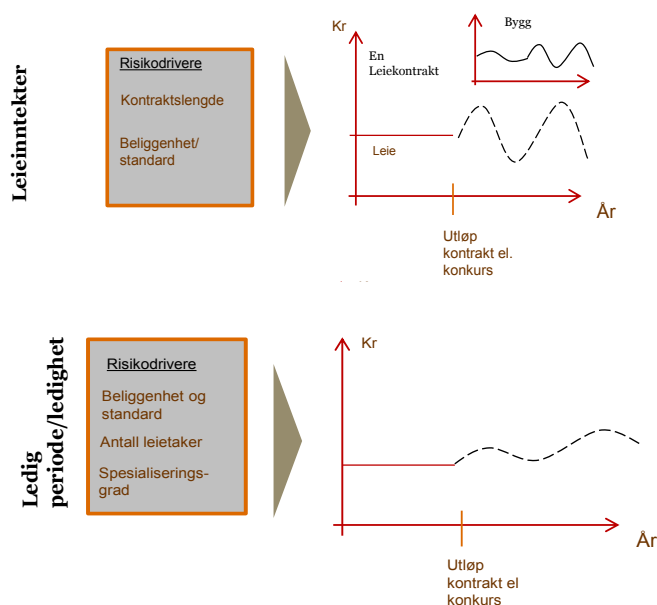 Leieinntekter
Risikodrivere
Kontraktslengde
Beliggenhet/
standard
Kr
En
Leiekontrakt
Bygg
Leie
År
Utløp
kontrakt el.
konkurs
Ledig
periode/ledighet
Risikodrivere
Beliggenhet og
standard
Antall leietaker
Spesialiserings-
grad
Kr
År
Utløp
kontrakt el
konkurs